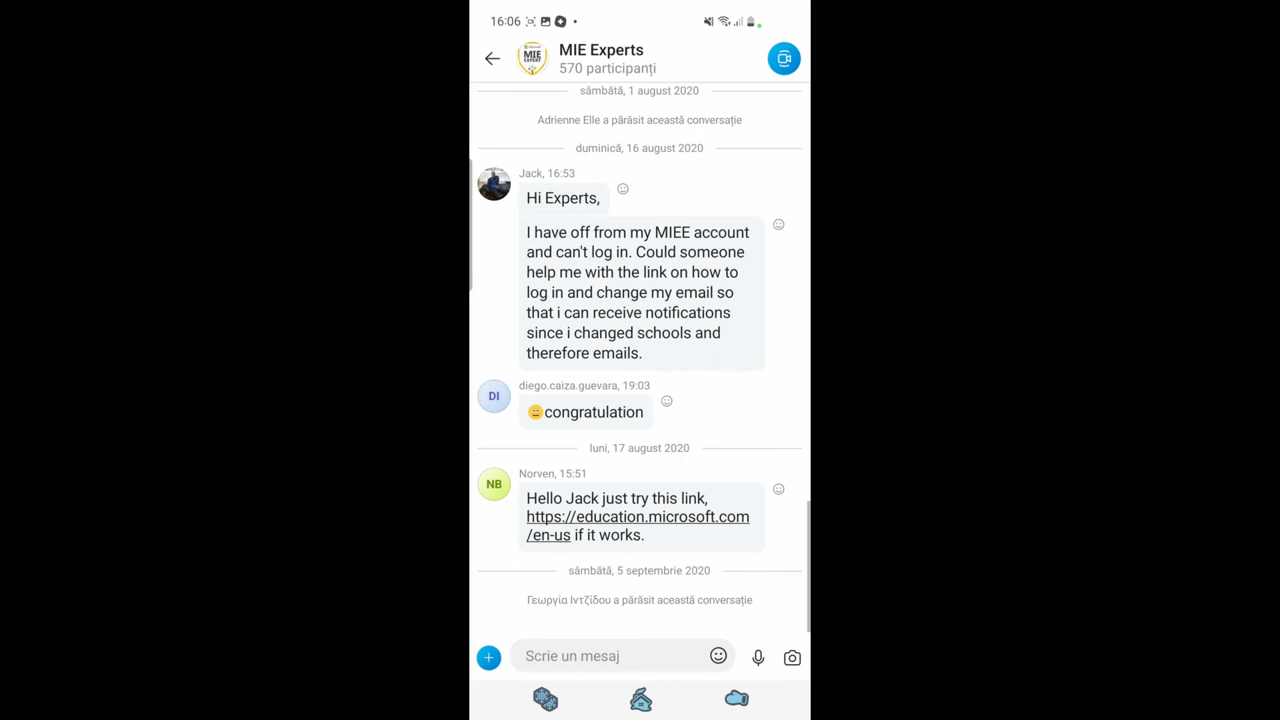 16:06
MIE Experts
570 participanți
sâmbătă, 1 august 2020
Adrienne Elle a părăsit această conversație
duminică, 16 august 2020
Jack, 16:53
Hi Experts,
I have off from my MIEE account
and can't log in. Could someone
help me with the link on how to
log in and change my email so
that i can receive notifications
since i changed schools and
therefore emails.
DI
diego.caiza.guevara, 19:03
🙂congratulation
luni, 17 august 2020
NB
Norven, 15:51
Hello Jack just try this link,
https://education.microsoft.com
/en-us if it works.
sâmbătă, 5 septembrie 2020
Γεωργία Ιντζίδου a părăsit această conversație
Scrie un mesaj